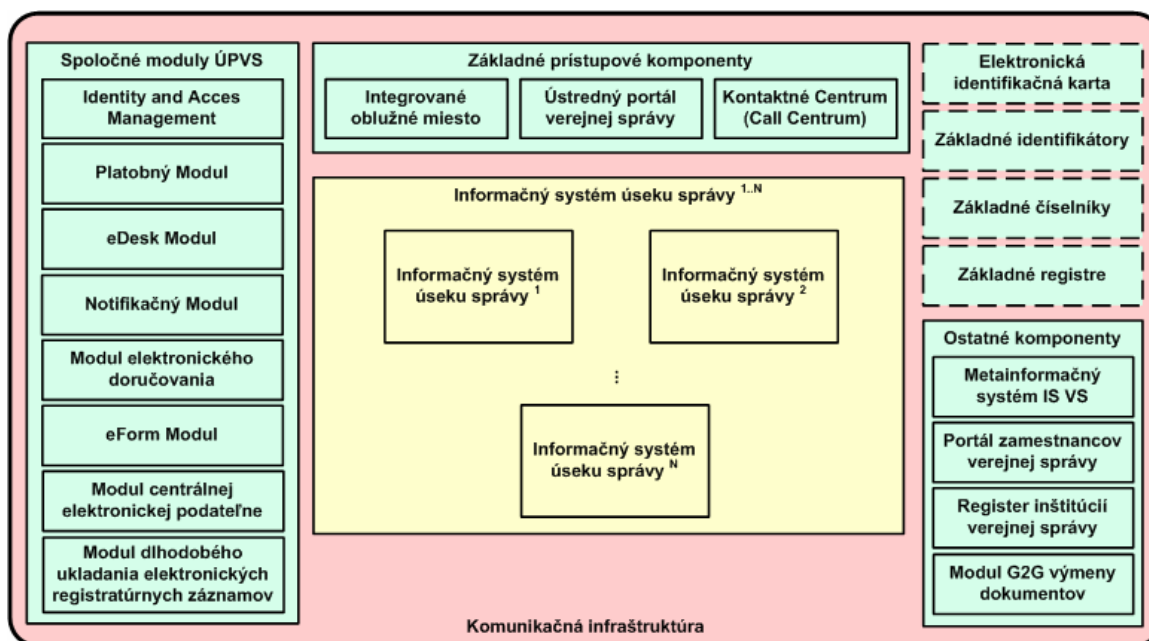 Spoločné moduly ÚPVS
Identity and Acces
Management
Platobný Modul
eDesk Modul
Notifikačný Modul
Modul elektronického
doručovania
eForm Modul
Modul centrálnej
elektronickej podateľne
Modul dlhodobého
ukladania elektronických
registratúrnych záznamov
Základné prístupové komponenty
Integrované
oblužné miesto
Ústredný portál
verejnej správy
Kontaktné Centrum
(Call Centrum)
Informačný systém úseku správy 1..N
Informačný systém
úseku správy 1
Informačný systém
úseku správy 2
...
Informačný systém
úseku správy N
Elektronická
identifikačná karta
Základné identifikátory
Základné číselníky
Základné registre
Ostatné komponenty
Metainformačný
systém IS VS
Portál zamestnancov
verejnej správy
Register inštitúcií
verejnej správy
Modul G2G výmeny
dokumentov
Komunikačná infraštruktúra